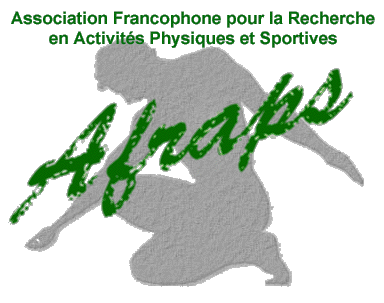 Association Francophone pour la Recherche
en Activités Physiques et Sportives
Afraps